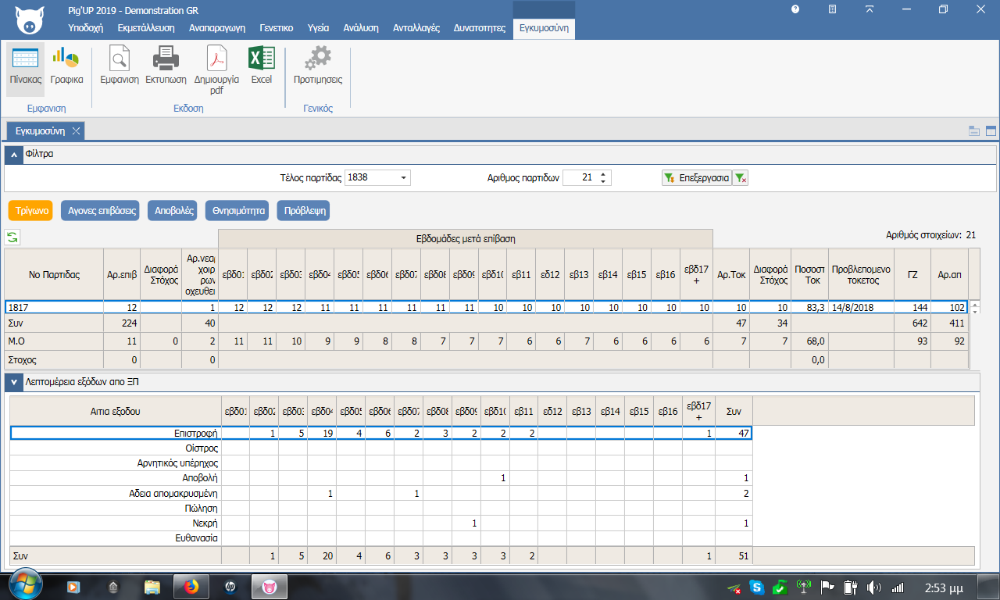 Pig'UP 2019 - Demonstration GR
Υποδοχή Εκμετάλλευση Αναπαραγωγη Γενετικο Υγεία Ανάλυση Ανταλλαγές Δυνατοτητες Εγκυμοσύνη
Πίνακας Γραφικα Εμφανιση Εκτυπωση Δημιουργία pdf Excel Προτιμησεις
Εμφανιση Εκδοση Γενικός
Εγκυμοσύνη
Φίλτρα
Τέλος παρτίδας 1838 Αριθμος παρτιδων 21 Επεξεργασια
Τρίγωνο Αγονες επιβάσεις Αποβολές Θνησιμότητα Πρόβλεψη
Εβδομάδες μετά επίβαση Αριθμός στοιχείων: 21
Νο Παρτιδας Αρ.επιβ Διαφορά Στόχος Αρ.νεαρ χοιρ ρων οχευθει εβδ01 εβδ02 εβδ03 εβδ04 εβδ05 εβδ06 εβδ07 εβδ08 εβδ09 εβδ10 εβ11 εδ12 εβ13 εβ14 εβ15 εβ16 εβδ17 + Αρ.Τοκ Διαφορά Στόχος Ποσοστ Τοκ Προβλεπομενο τοκετος ΓΖ Αρ.απ
1817 12 1 12 12 12 11 11 11 11 11 11 10 10 10 10 10 10 10 10 10 10 83,3 14/8/2018 144 102
Συν 224 40 47 34 642 411
Μ.Ο 11 0 2 11 11 10 9 9 8 8 7 7 7 6 6 7 6 6 6 6 7 7 68,0 93 92
Στοχος 0 0 0,0
Λεπτομέρεια εξόδων απο ΞΠ
Αιτια εξοδου εβδ01 εβδ02 εβδ03 εβδ04 εβδ05 εβδ06 εβδ07 εβδ08 εβδ09 εβδ10 εβ11 εδ12 εβ13 εβ14 εβ15 εβ16 εβδ17 + Συν
Επιστροφή 1 5 19 4 6 2 3 2 2 2 1 47
Οίστρος
Αρνητικός υπέρηχος
Αποβολή 1 1
Αδεια απομακρυσμένη 1 1 2
Πώληση
Νεκρή 1 1
Ευθανασία
Συν 1 5 20 4 6 3 3 3 3 2 1 51
2:53 μμ